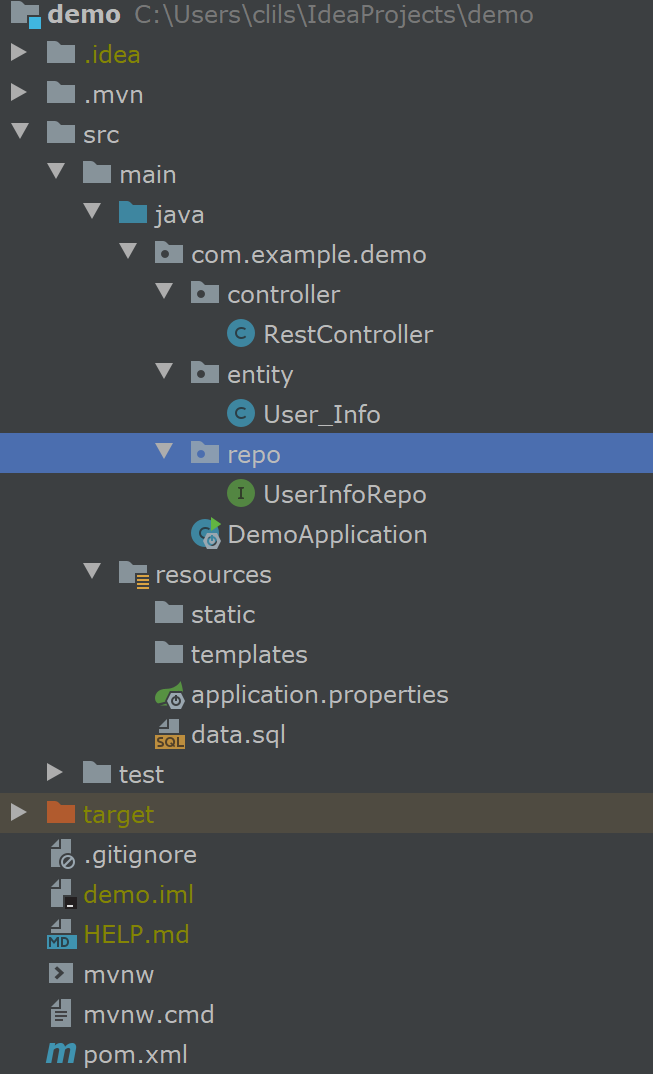 demo C:\Users\clils\IdeaProjects\demo
.idea
.mvn
src
main
java
com.example.demo
controller
C RestController
entity
C User_Info
repo
I UserInfoRepo
C DemoApplication
resources
static
templates
application.properties
SQL data.sql
test
target
.gitignore
demo.iml
MD HELP.md
mvnw
mvnw.cmd
m pom.xml